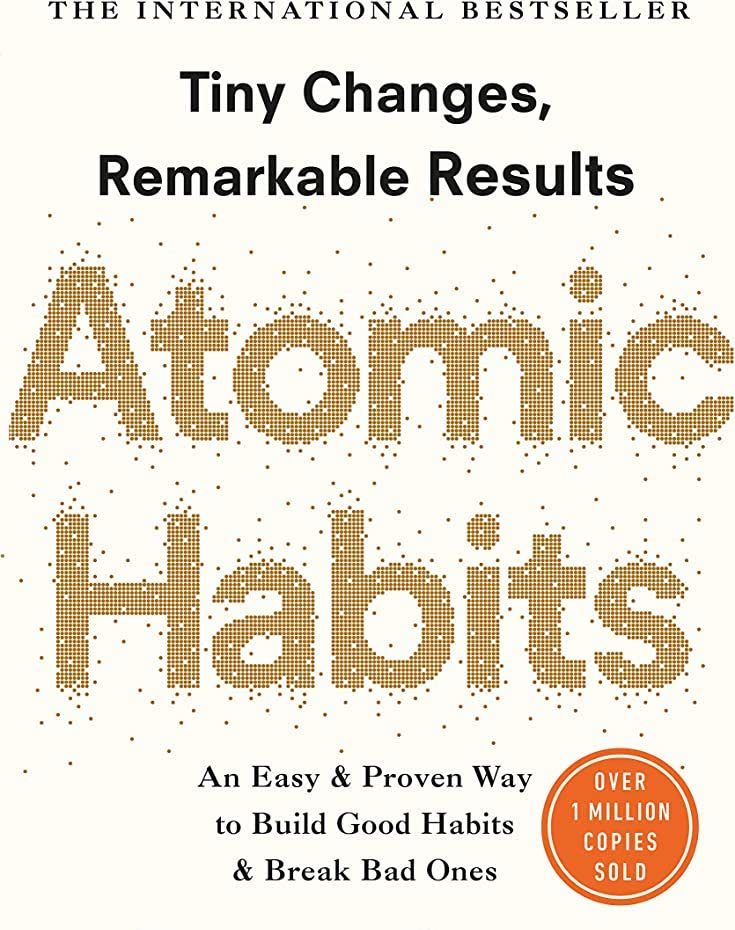 THE INTERNATIONAL BESTSELLER
Tiny Changes,
Remarkable Results
Atomic
Habits
An Easy & Proven Way
to Build Good Habits
& Break Bad Ones
OVER
1 MILLION
COPIES
SOLD